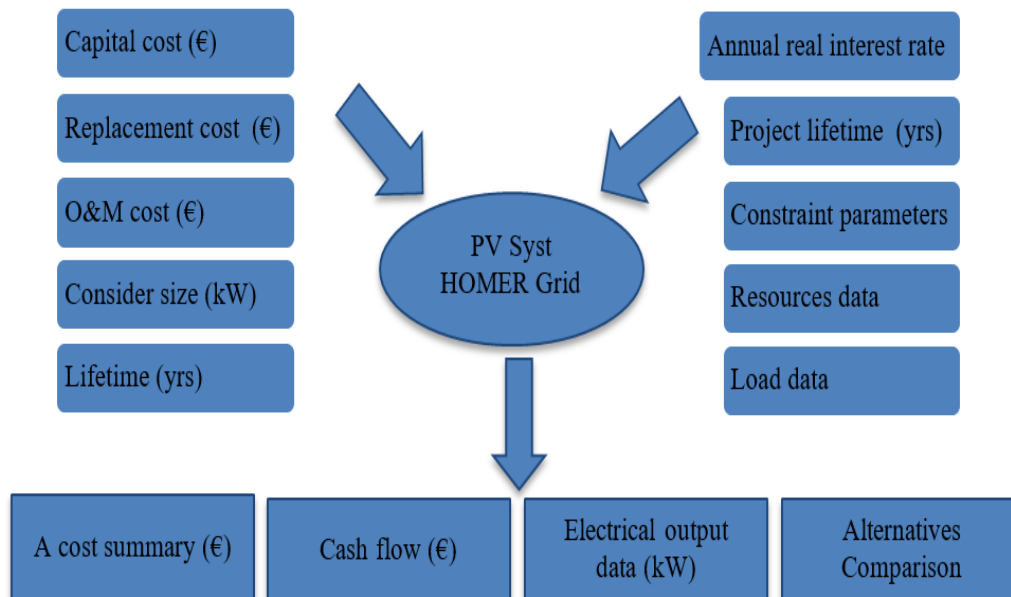 Capital cost (€)
Replacement cost (€)
O&M cost (€)
Consider size (kW)
Lifetime (yrs)
Annual real interest rate
Project lifetime (yrs)
Constraint parameters
Resources data
Load data
PV Syst
HOMER Grid
A cost summary (€)
Cash flow (€)
Electrical output
data (kW)
Alternatives
Comparison